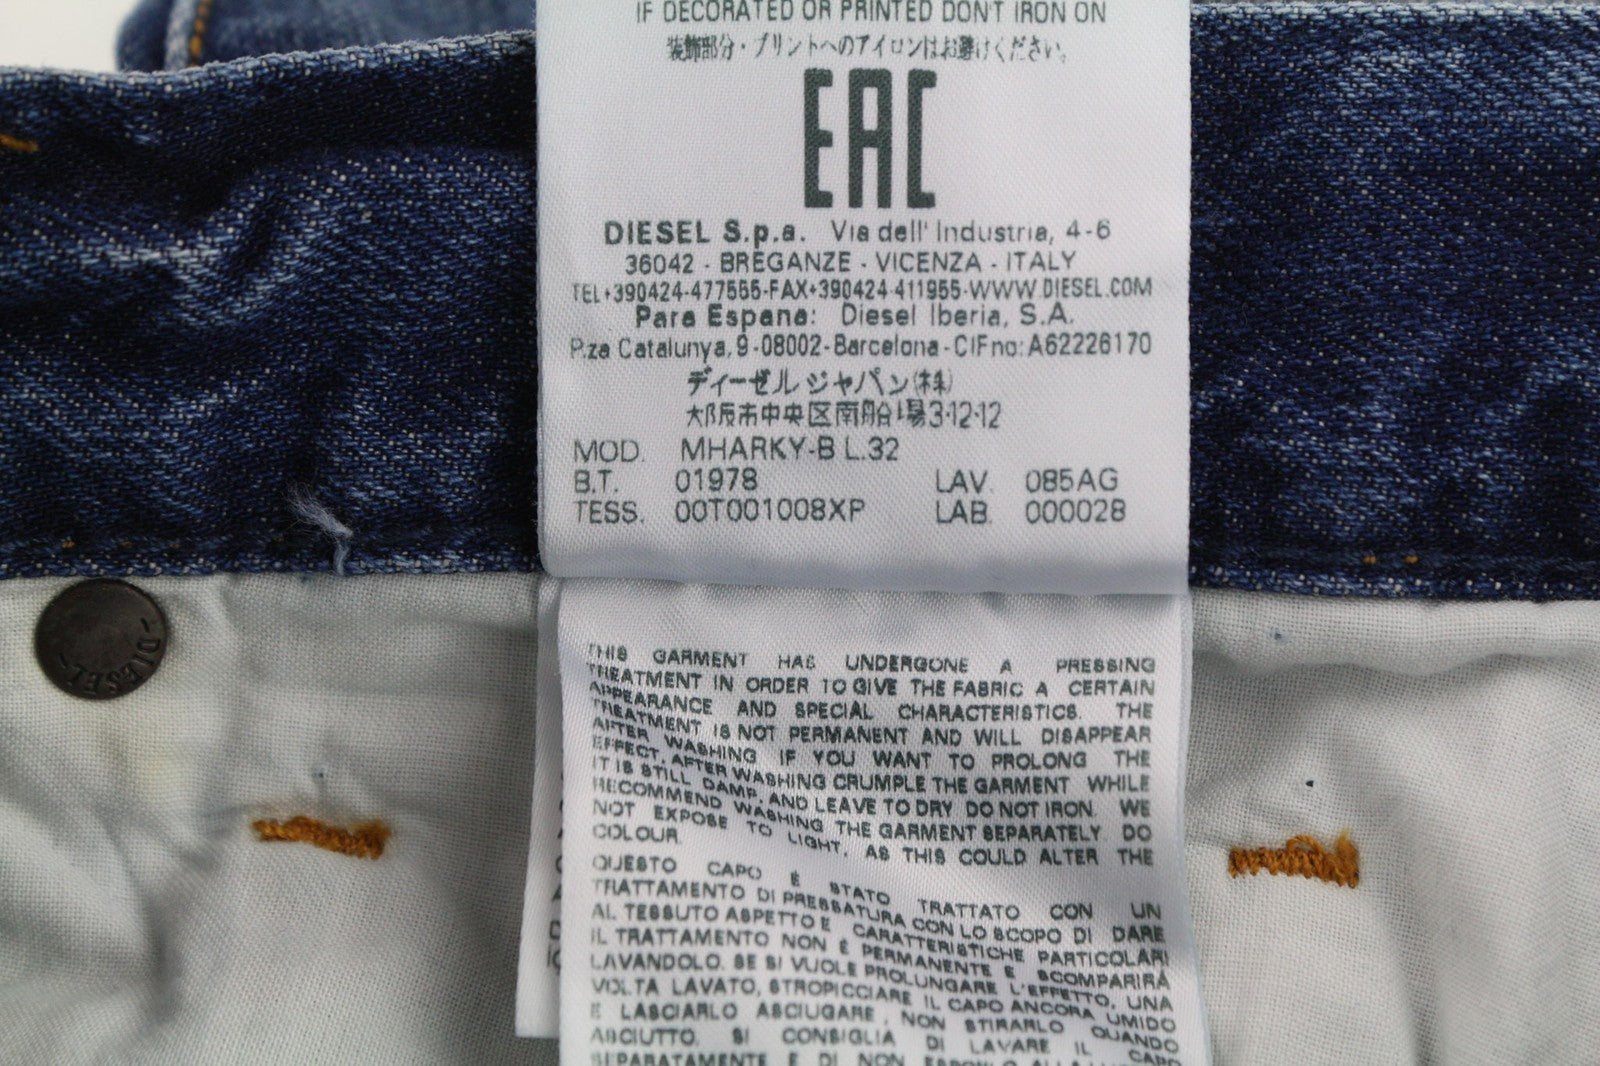 IF DECORATED OR PRINTED DON'T IRON ON
装飾部分・プリントへのアイロンはお避けください。
EAC
DIESEL S.p.a. Via dell' Industria, 4-6
36042 - BREGANZE - VICENZA - ITALY
TEL+390424-477555-FAX+390424-411955-WWW.DIESEL.COM
Para Espana: Diesel Iberia, S.A.
P.za Catalunya, 9-08002-Barcelona-CIFno: A62226170
ディーゼル ジャパン(株)
大阪市中央区南船場3-12-12
MOD. MHARKY-B L.32
B.T. 01978 LAV. 085AG
TESS. 00T001008XP LAB. 000028
DIESEL
THIS GARMENT HAS UNDERGONE A PRESSING
TREATMENT IN ORDER TO GIVE THE FABRIC A CERTAIN
APPEARANCE AND SPECIAL CHARACTERISTICS. THE
TREATMENT IS NOT PERMANENT AND WILL DISAPPEAR
AFTER WASHING. IF YOU WANT TO PROLONG THE
EFFECT, AFTER WASHING CRUMPLE THE GARMENT WHILE
IT IS STILL DAMP, AND LEAVE TO DRY. DO NOT IRON. WE
RECOMMEND WASHING THE GARMENT SEPARATELY. DO
NOT EXPOSE TO LIGHT, AS THIS COULD ALTER THE
COLOUR.
QUESTO CAPO È STATO TRATTATO CON UN
TRATTAMENTO DI PRESSATURA CON LO SCOPO DI DARE
AL TESSUTO ASPETTO E CARATTERISTICHE PARTICOLARI
IL TRATTAMENTO NON È PERMANENTE E SCOMPARIRÀ
LAVANDOLO. SE SI VUOLE PROLUNGARE L'EFFETTO, UNA
VOLTA LAVATO, STROPICCIARE IL CAPO ANCORA UMIDO
E LASCIARLO ASCIUGARE, NON STIRARLO QUANDO
ASCIUTTO. SI CONSIGLIA DI LAVARE IL CAPO
SEPARATAMENTE E DI NON